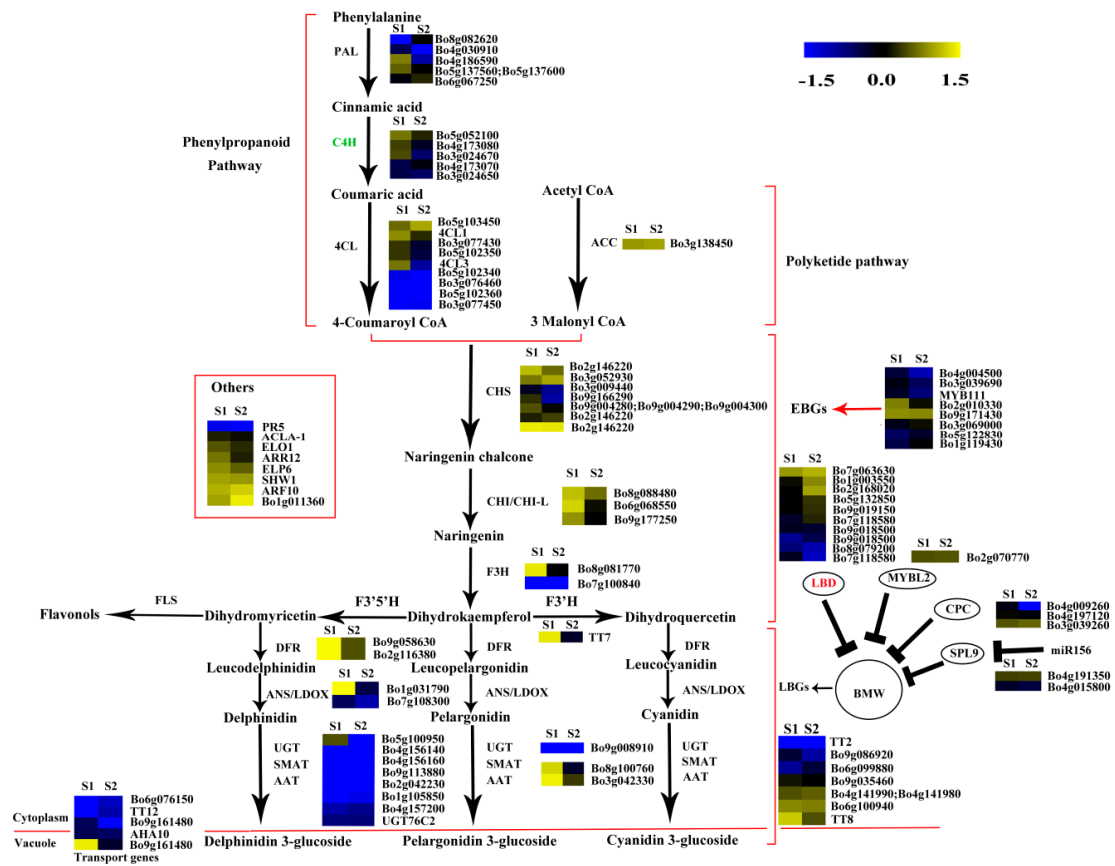 Phenylalanine
S1 S2
PAL
Bo8g082620
Bo4g030910
Bo4g186590
Bo5g137560;Bo5g137600
Bo6g067250
-1.5 0.0 1.5
Cinnamic acid
Phenylpropanoid
Pathway
S1 S2
C4H
Bo5g052100
Bo4g173080
Bo3g024670
Bo4g173070
Bo3g024650
Coumaric acid
S1 S2
4CL
Bo5g103450
4CL1
Bo3g077430
Bo5g102350
4CL3
Bo5g102340
Bo3g076460
Bo5g102360
Bo3g077450
4-Coumaroyl CoA
Acetyl CoA
S1 S2
ACC
Bo3g138450
Polyketide pathway
3 Malonyl CoA
S1 S2
CHS
Bo2g146220
Bo3g052930
Bo3g009440
Bo9g166290
Bo9g004280;Bo9g004290;Bo9g004300
Bo2g146220
Bo2g146220
Others
S1 S2
PR5
ACLA-1
ELO1
ARR12
ELP6
SHW1
ARF10
Bo1g011360
EBGs
S1 S2
Bo4g004500
Bo3g039690
MYB111
Bo2g010330
Bo9g171430
Bo3g069000
Bo5g122830
Bo1g119430
Naringenin chalcone
CHI/CHI-L
S1 S2
Bo8g088480
Bo6g068550
Bo9g177250
Naringenin
S1 S2
Bo7g063630
Bo1g003550
Bo2g168020
Bo5g132850
Bo9g019150
Bo7g118580
Bo9g018500
Bo9g018500
Bo8g079200
Bo7g118580
S1 S2
Bo2g070770
F3H
S1 S2
Bo8g081770
Bo7g100840
LBD
MYBL2
CPC
S1 S2
Bo4g009260
Bo4g197120
Bo3g039260
SPL9
miR156
S1 S2
Bo4g191350
Bo4g015800
BMW
LBGs
Flavonols
FLS
Dihydromyricetin
F3'5'H
Dihydrokaempferol
F3'H
Dihydroquercetin
S1 S2
TT7
DFR
S1 S2
Bo9g058630
Bo2g116380
DFR
DFR
Leucodelphinidin
Leucopelargonidin
Leucocyanidin
ANS/LDOX
S1 S2
Bo1g031790
Bo7g108300
ANS/LDOX
ANS/LDOX
Delphinidin
Pelargonidin
Cyanidin
UGT
SMAT
AAT
S1 S2
Bo5g100950
Bo4g156140
Bo4g156160
Bo9g113880
Bo2g042230
Bo1g105850
Bo4g157200
UGT76C2
UGT
SMAT
AAT
S1 S2
Bo9g008910
Bo8g100760
Bo3g042330
UGT
SMAT
AAT
S1 S2
TT2
Bo9g086920
Bo6g099880
Bo9g035460
Bo4g141990;Bo4g141980
Bo6g100940
TT8
S1 S2
Cytoplasm
Vacuole
Bo6g076150
TT12
Bo9g161480
AHA10
Bo9g161480
Transport genes
Delphinidin 3-glucoside
Pelargonidin 3-glucoside
Cyanidin 3-glucoside